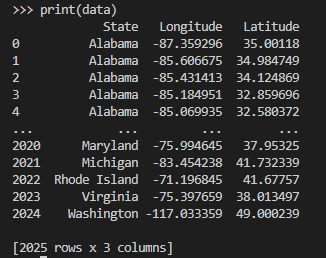 >>> print(data)
             State   Longitude   Latitude
0          Alabama  -87.359296   35.00118
1          Alabama  -85.606675  34.984749
2          Alabama  -85.431413  34.124869
3          Alabama  -85.184951  32.859696
4          Alabama  -85.069935  32.580372
...            ...         ...        ...
2020      Maryland  -75.994645   37.95325
2021      Michigan  -83.454238  41.732339
2022  Rhode Island  -71.196845   41.67757
2023      Virginia  -75.397659  38.013497
2024    Washington -117.033359  49.000239
[2025 rows x 3 columns]